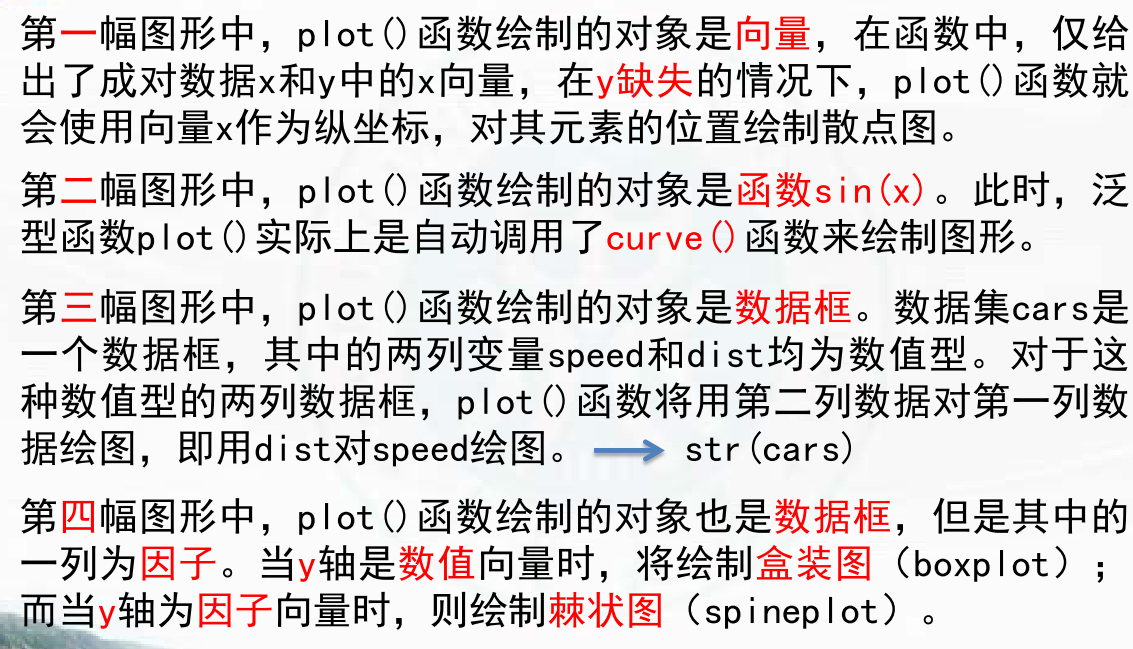 第一幅图形中，plot()函数绘制的对象是向量，在函数中，仅给
出了成对数据x和y中的x向量，在y缺失的情况下，plot()函数就
会使用向量x作为纵坐标，对其元素的位置绘制散点图。
第二幅图形中，plot()函数绘制的对象是函数sin(x)。此时，泛
型函数plot()实际上是自动调用了curve()函数来绘制图形。
第三幅图形中，plot()函数绘制的对象是数据框。数据集cars是
一个数据框，其中的两列变量speed和dist均为数值型。对于这
种数值型的两列数据框，plot()函数将用第二列数据对第一列数
据绘图，即用dist对speed绘图。 str(cars)
第四幅图形中，plot()函数绘制的对象也是数据框，但是其中的
一列为因子。当y轴是数值向量时，将绘制盒装图（boxplot）；
而当y轴为因子向量时，则绘制棘状图（spineplot）。